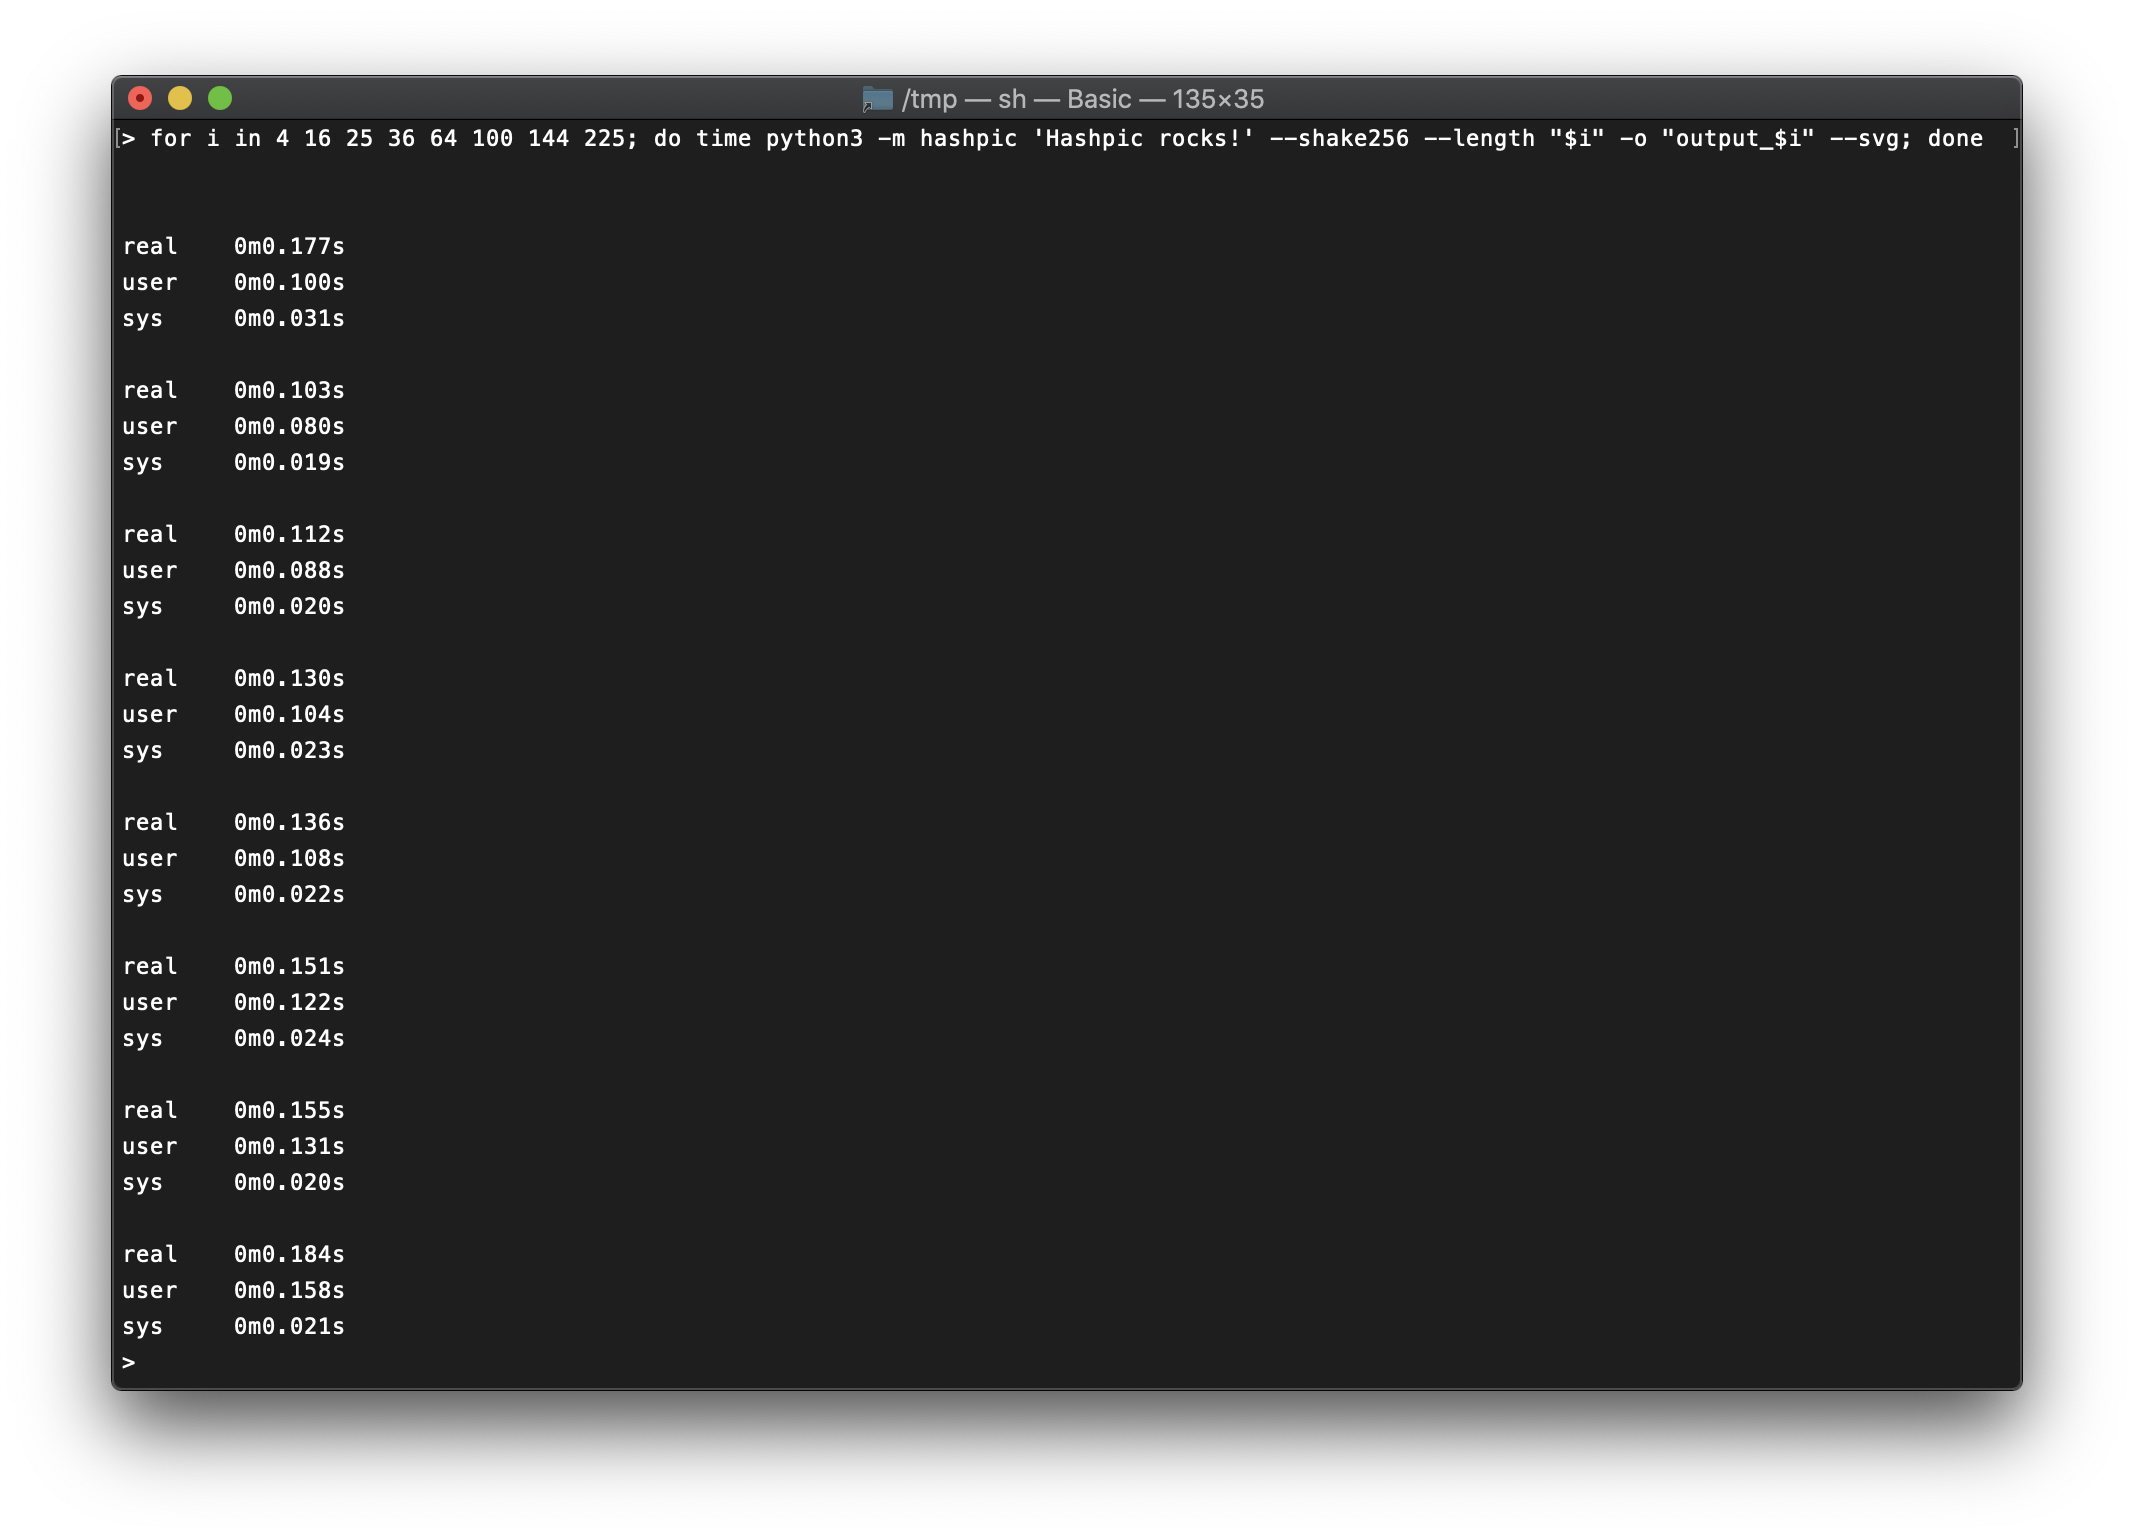 /tmp — sh — Basic — 135×35
[> for i in 4 16 25 36 64 100 144 225; do time python3 -m hashpic 'Hashpic rocks!' --shake256 --length "$i" -o "output_$i" --svg; done ]
real 0m0.177s
user 0m0.100s
sys 0m0.031s
real 0m0.103s
user 0m0.080s
sys 0m0.019s
real 0m0.112s
user 0m0.088s
sys 0m0.020s
real 0m0.130s
user 0m0.104s
sys 0m0.023s
real 0m0.136s
user 0m0.108s
sys 0m0.022s
real 0m0.151s
user 0m0.122s
sys 0m0.024s
real 0m0.155s
user 0m0.131s
sys 0m0.020s
real 0m0.184s
user 0m0.158s
sys 0m0.021s
>